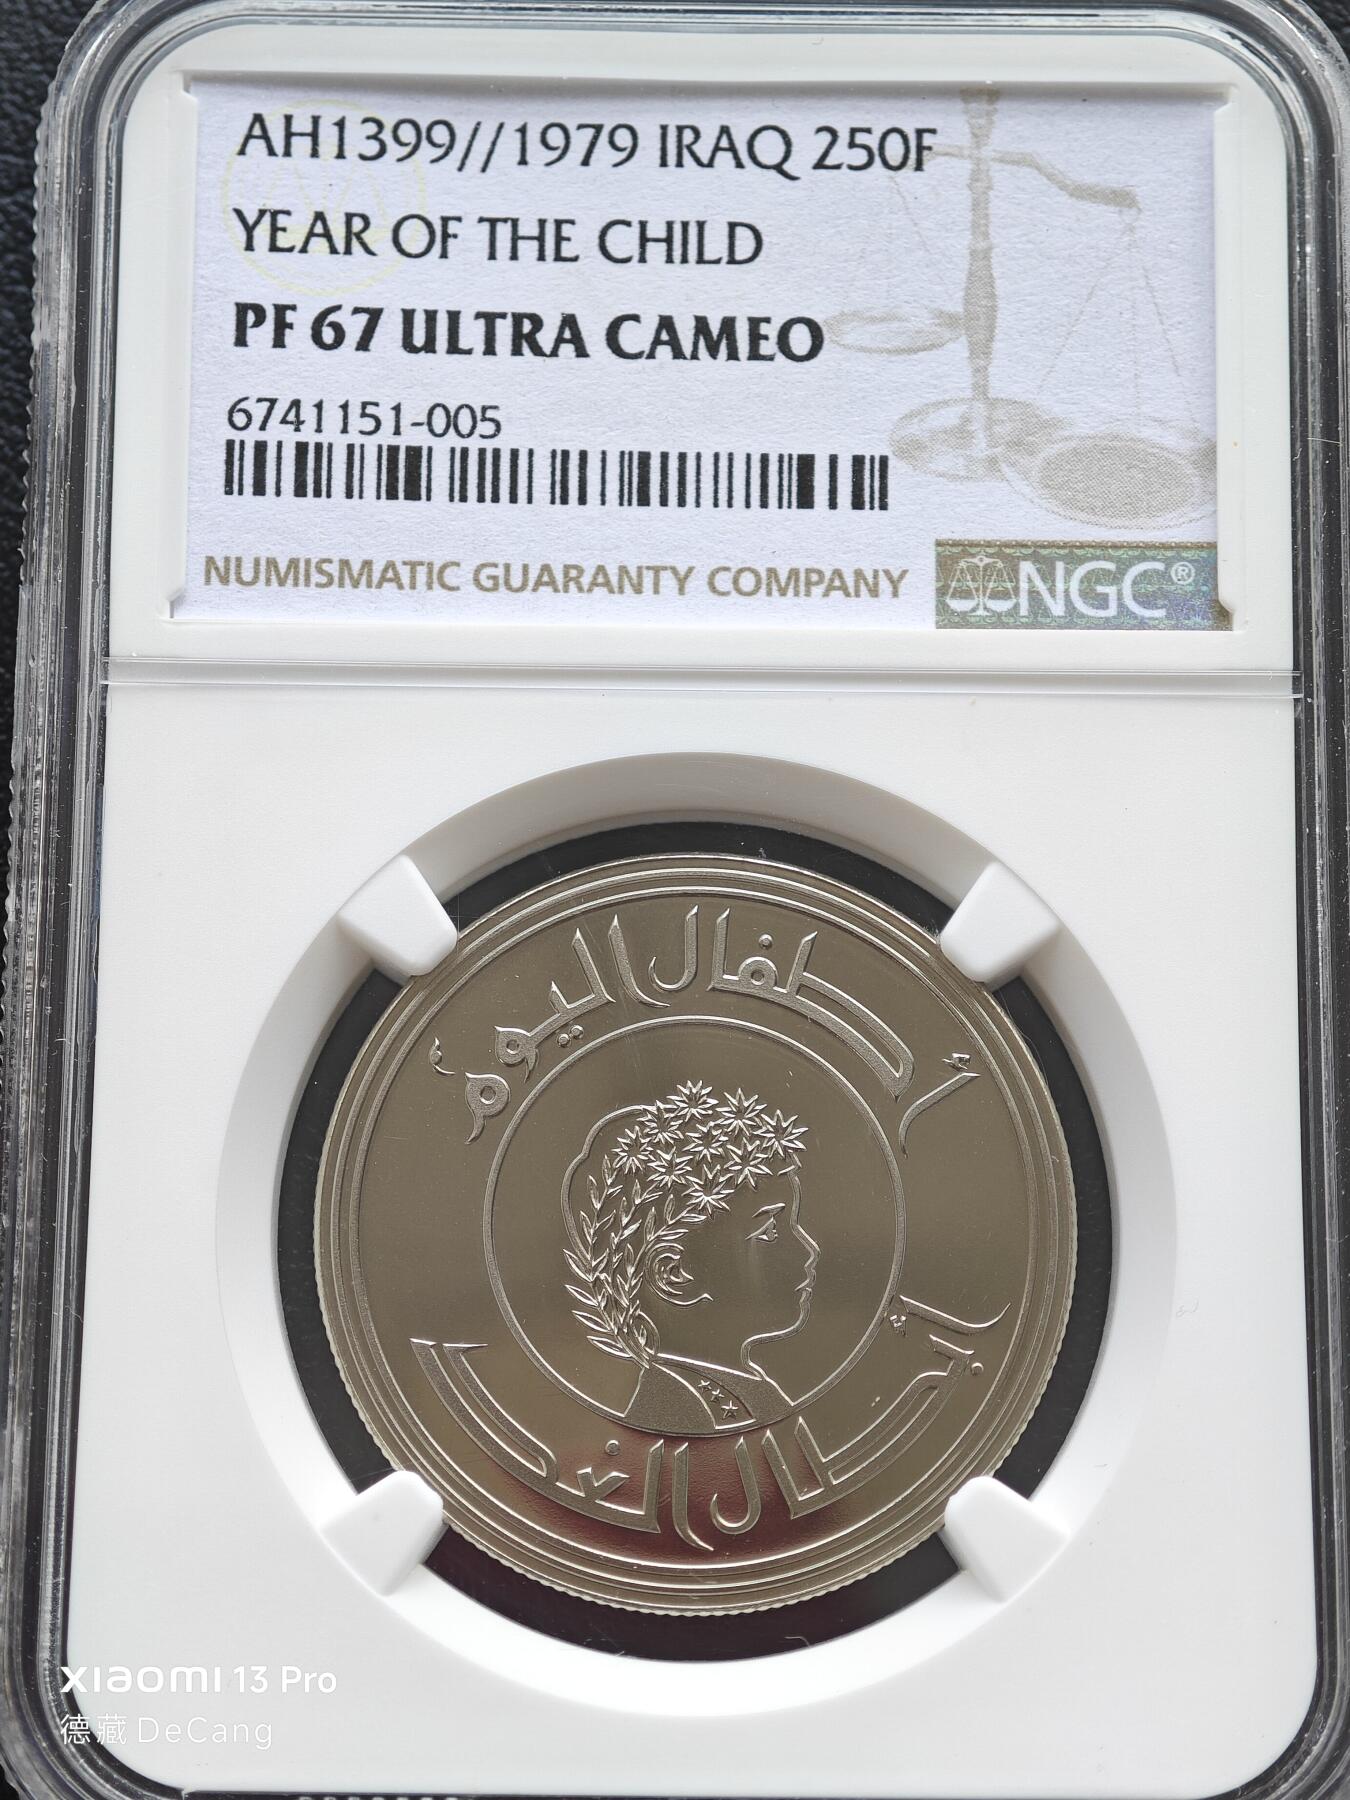 AH1399//1979 IRAQ 250F
YEAR OF THE CHILD
PF 67 ULTRA CAMEO
6741151-005
NUMISMATIC GUARANTY COMPANY
NGC®
أطفال اليوم
أبطال الغد
XIAOMI 13 Pro
德藏 DeCang